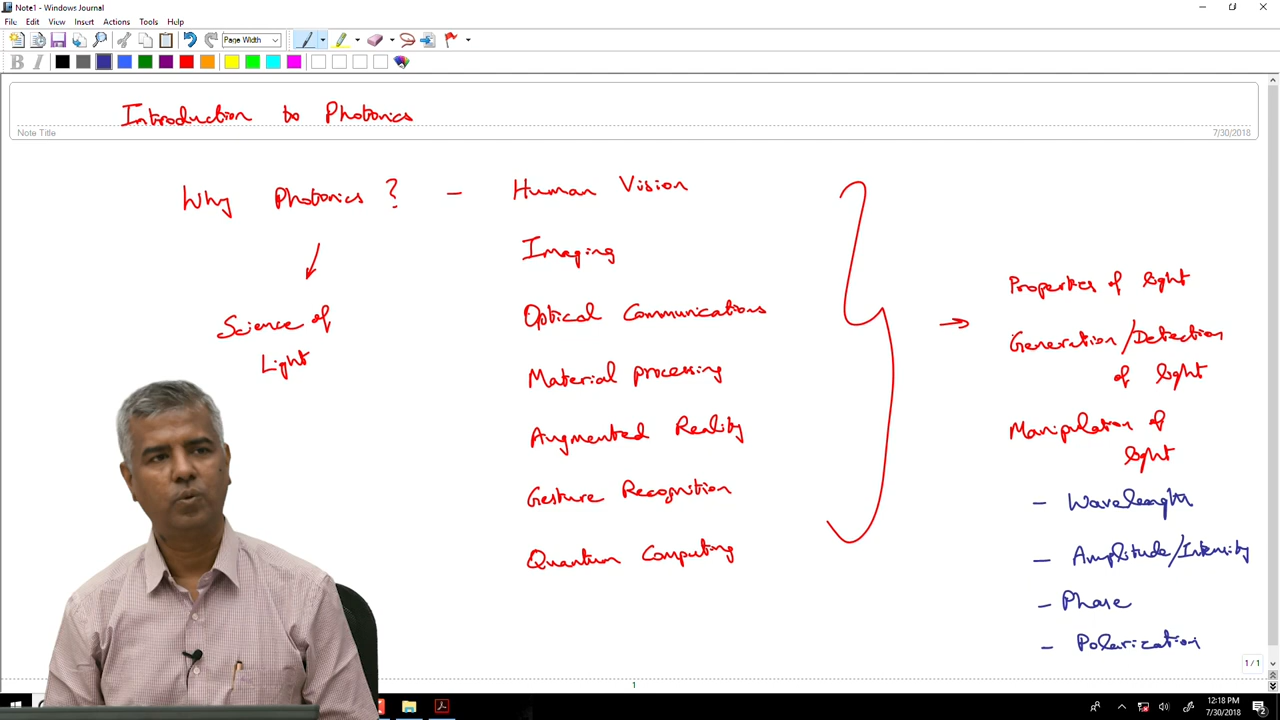 Note1 - Windows Journal
File Edit View Insert Actions Tools Help
Page Width
B I
Introduction to Photonics
Note Title
7/30/2018
Why Photonics ? - Human Vision
Imaging
Optical Communications
Material processing
Augmented Reality
Gesture Recognition
Quantum Computing
Science of
Light
Properties of light
Generation/Detection
of light
Manipulation of
light
- Wavelength
- Amplitude/Intensity
- Phase
- Polarization
1 / 1
1
12:18 PM
7/30/2018
2